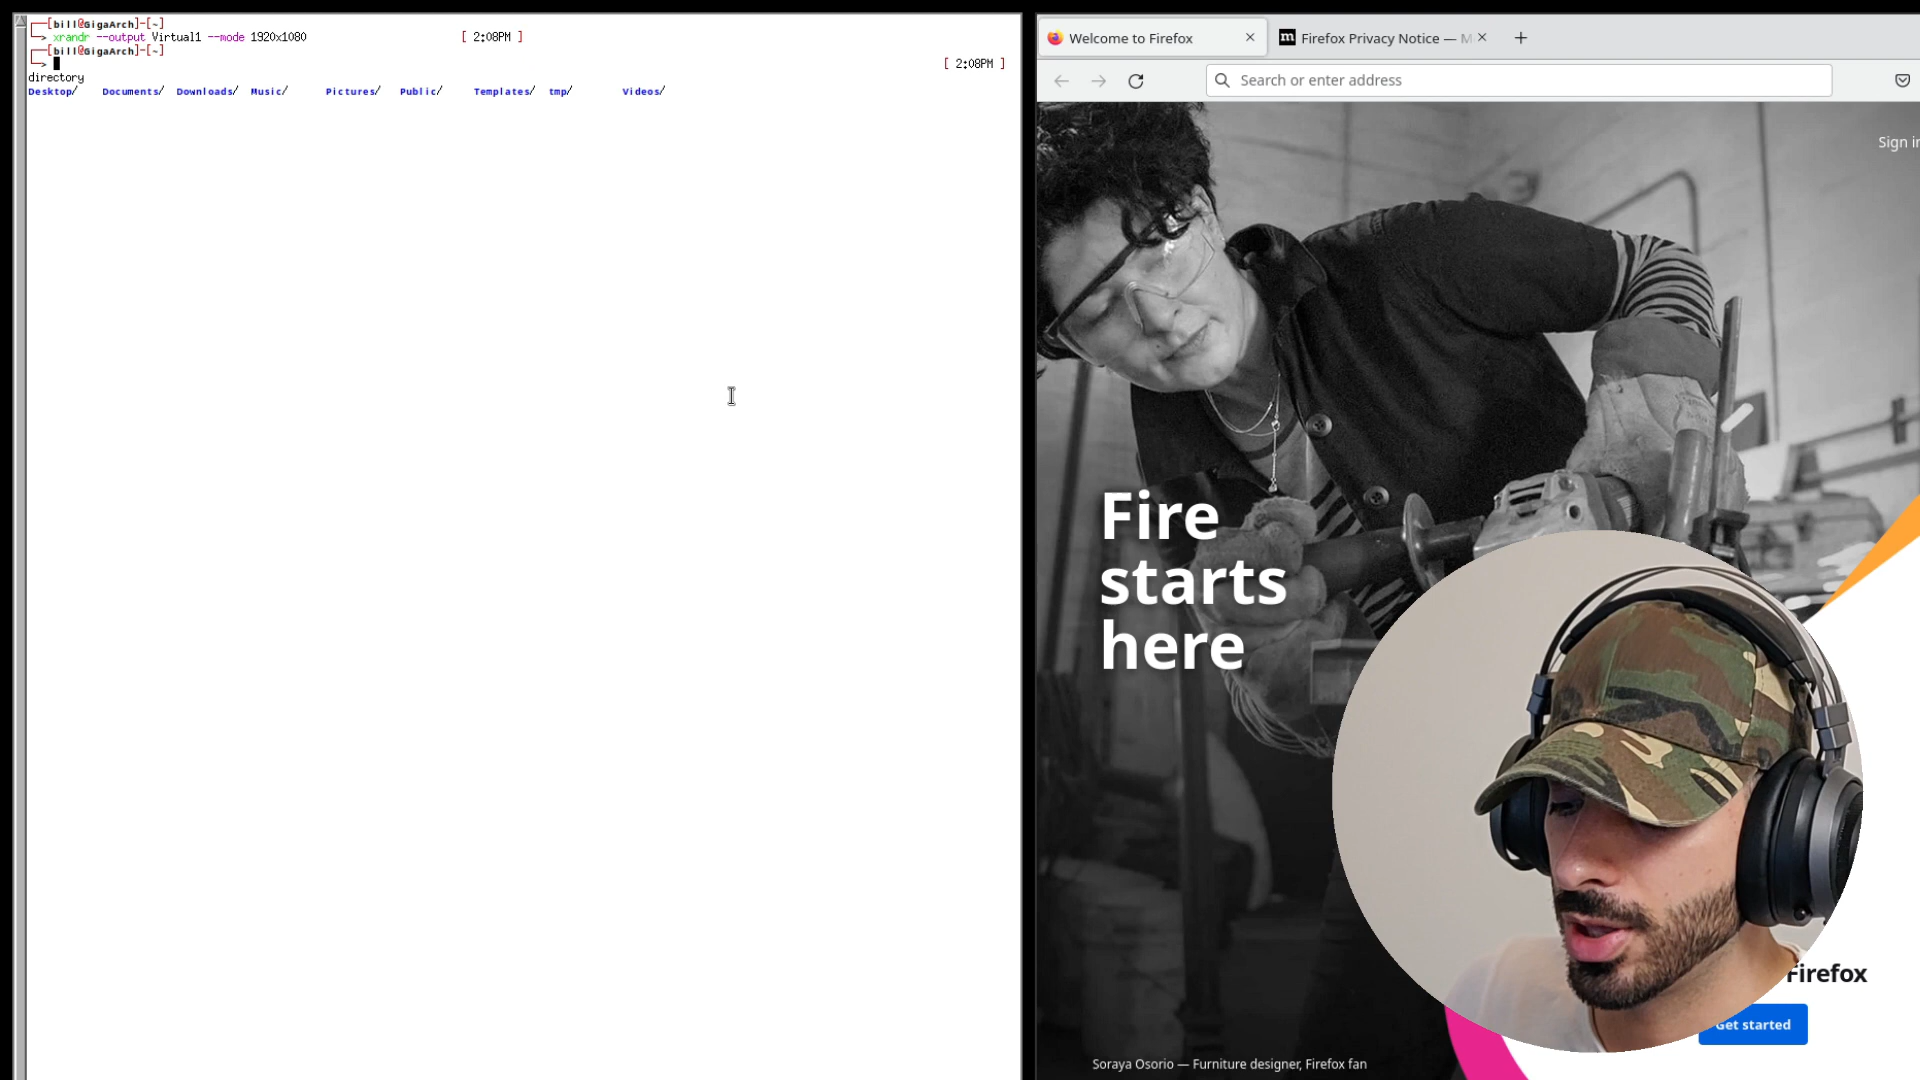 [bill@GigaArch]-[~]
xrandr --output Virtual1 --mode 1920x1080 [ 2:08PM ]
[bill@GigaArch]-[~]
[ 2:08PM ]
directory
Desktop/ Documents/ Downloads/ Music/ Pictures/ Public/ Templates/ tmp/ Videos/
Welcome to Firefox
Firefox Privacy Notice —
Search or enter address
Sign in
Fire
starts
here
Firefox
Get started
Soraya Osorio — Furniture designer, Firefox fan